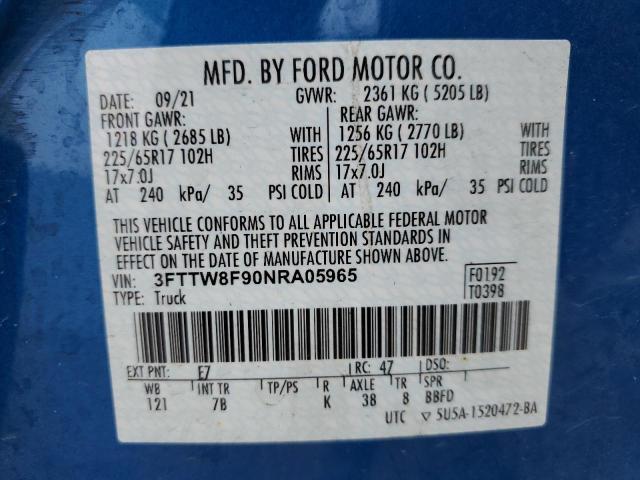 MFD. BY FORD MOTOR CO.
DATE: 09/21 GVWR: 2361 KG ( 5205 LB)
FRONT GAWR: REAR GAWR:
1218 KG ( 2685 LB) WITH 1256 KG ( 2770 LB) WITH
225/65R17 102H TIRES 225/65R17 102H TIRES
17x7.0J RIMS 17x7.0J RIMS
AT 240 kPa/ 35 PSI COLD AT 240 kPa/ 35 PSI COLD
THIS VEHICLE CONFORMS TO ALL APPLICABLE FEDERAL MOTOR
VEHICLE SAFETY AND THEFT PREVENTION STANDARDS IN
EFFECT ON THE DATE OF MANUFACTURE SHOWN ABOVE.
VIN: 3FTTW8F90NRA05965 F0192
TYPE: Truck T0398
EXT PNT: E7 RC: 47 DSO:
WB INT TR TP/PS R AXLE TR SPR
121 7B K 38 8 BBFD
UTC ▽ 5U5A-1520472-BA